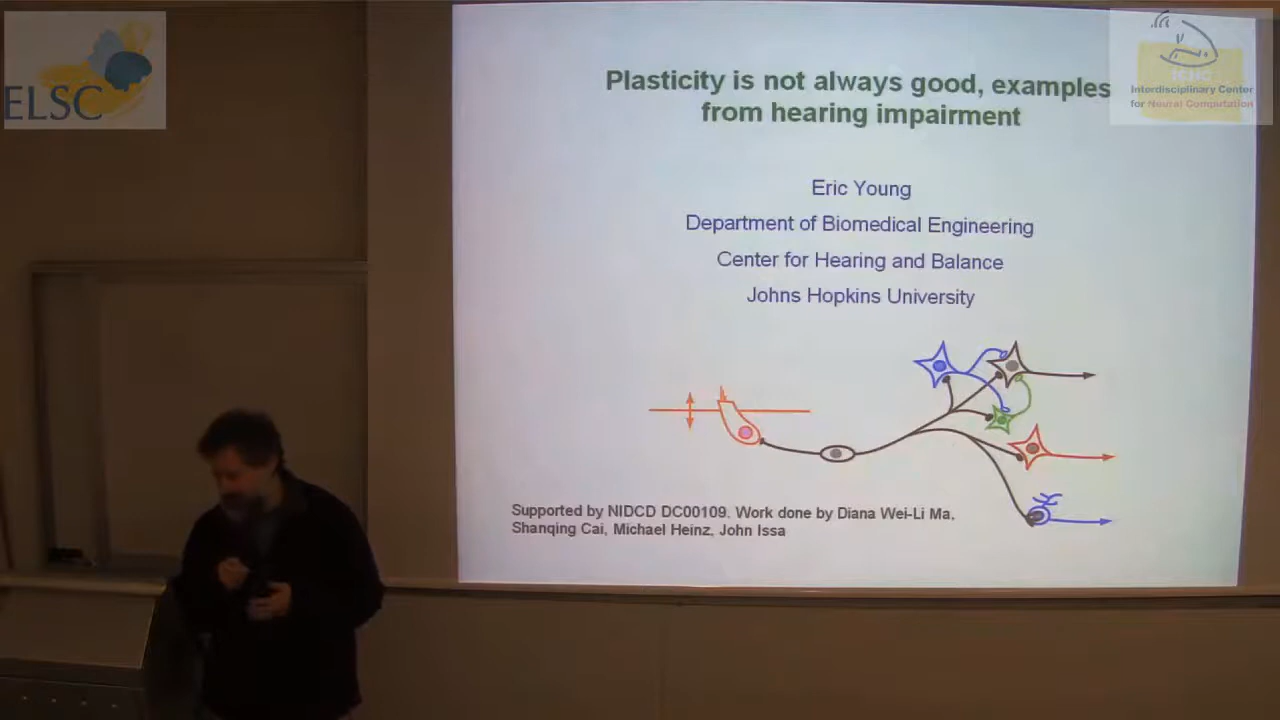 ELSC
Interdisciplinary Center
for Neural Computation
Plasticity is not always good, examples
from hearing impairment
Eric Young
Department of Biomedical Engineering
Center for Hearing and Balance
Johns Hopkins University
Supported by NIDCD DC00109. Work done by Diana Wei-Li Ma,
Shanqing Cai, Michael Heinz, John Issa